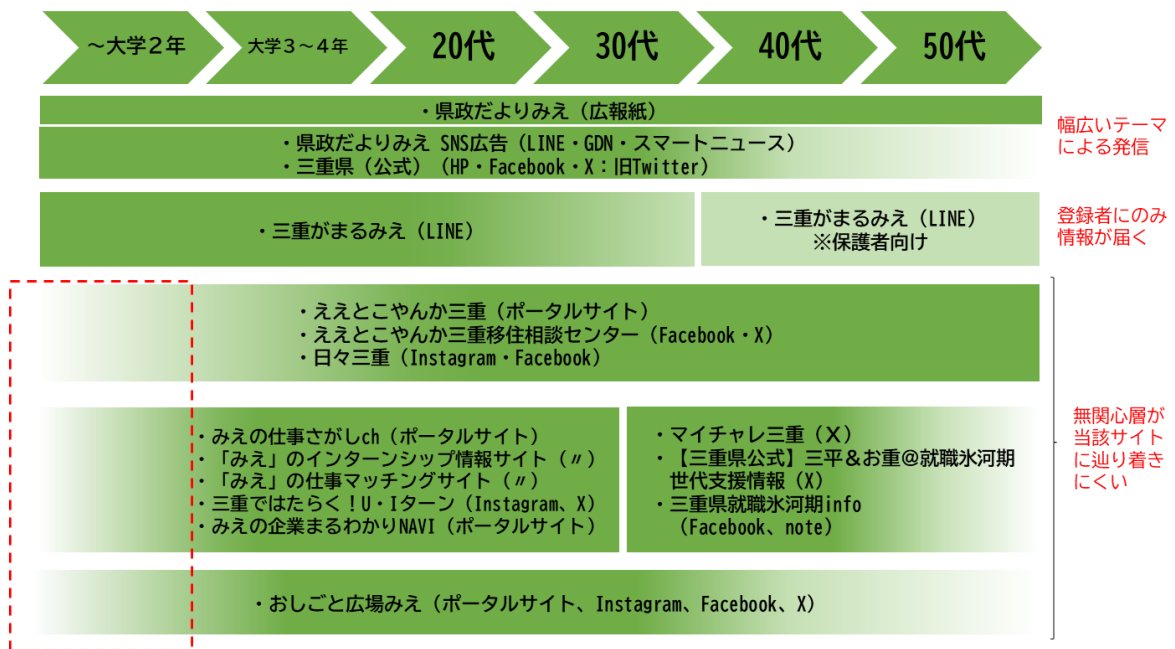 ～大学２年
大学３～４年
20代
30代
40代
50代
・県政だよりみえ（広報紙）
・県政だよりみえ SNS広告（LINE・GDN・スマートニュース）
・三重県（公式）（HP・Facebook・X：旧Twitter）
幅広いテーマ
による発信
・三重がまるみえ（LINE）
・三重がまるみえ（LINE）
※保護者向け
登録者にのみ
情報が届く
・ええとこやんか三重（ポータルサイト）
・ええとこやんか三重移住相談センター（Facebook・X）
・日々三重（Instagram・Facebook）
・みえの仕事さがしch（ポータルサイト）
・「みえ」のインターンシップ情報サイト（〃）
・「みえ」の仕事マッチングサイト（〃）
・三重ではたらく！U・Iターン（Instagram、X）
・みえの企業まるわかりNAVI（ポータルサイト）
・マイチャレ三重（X）
・【三重県公式】三平＆お重@就職氷河期
世代支援情報（X）
・三重県就職氷河期info
（Facebook、note）
無関心層が
当該サイト
に辿り着き
にくい
・おしごと広場みえ（ポータルサイト、Instagram、Facebook、X）